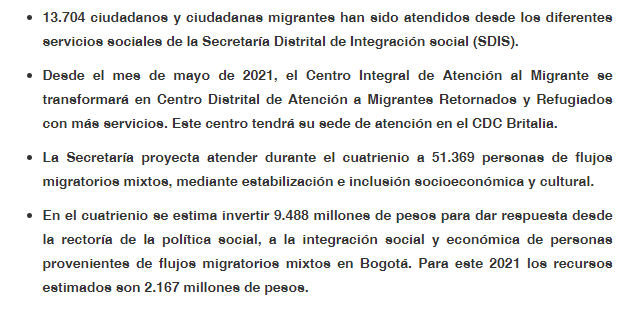 • 13.704 ciudadanos y ciudadanas migrantes han sido atendidos desde los diferentes
servicios sociales de la Secretaría Distrital de Integración social (SDIS).
• Desde el mes de mayo de 2021, el Centro Integral de Atención al Migrante se
transformará en Centro Distrital de Atención a Migrantes Retornados y Refugiados
con más servicios. Este centro tendrá su sede de atención en el CDC Britalia.
• La Secretaría proyecta atender durante el cuatrienio a 51.369 personas de flujos
migratorios mixtos, mediante estabilización e inclusión socioeconómica y cultural.
• En el cuatrienio se estima invertir 9.488 millones de pesos para dar respuesta desde
la rectoría de la política social, a la integración social y económica de personas
provenientes de flujos migratorios mixtos en Bogotá. Para este 2021 los recursos
estimados son 2.167 millones de pesos.